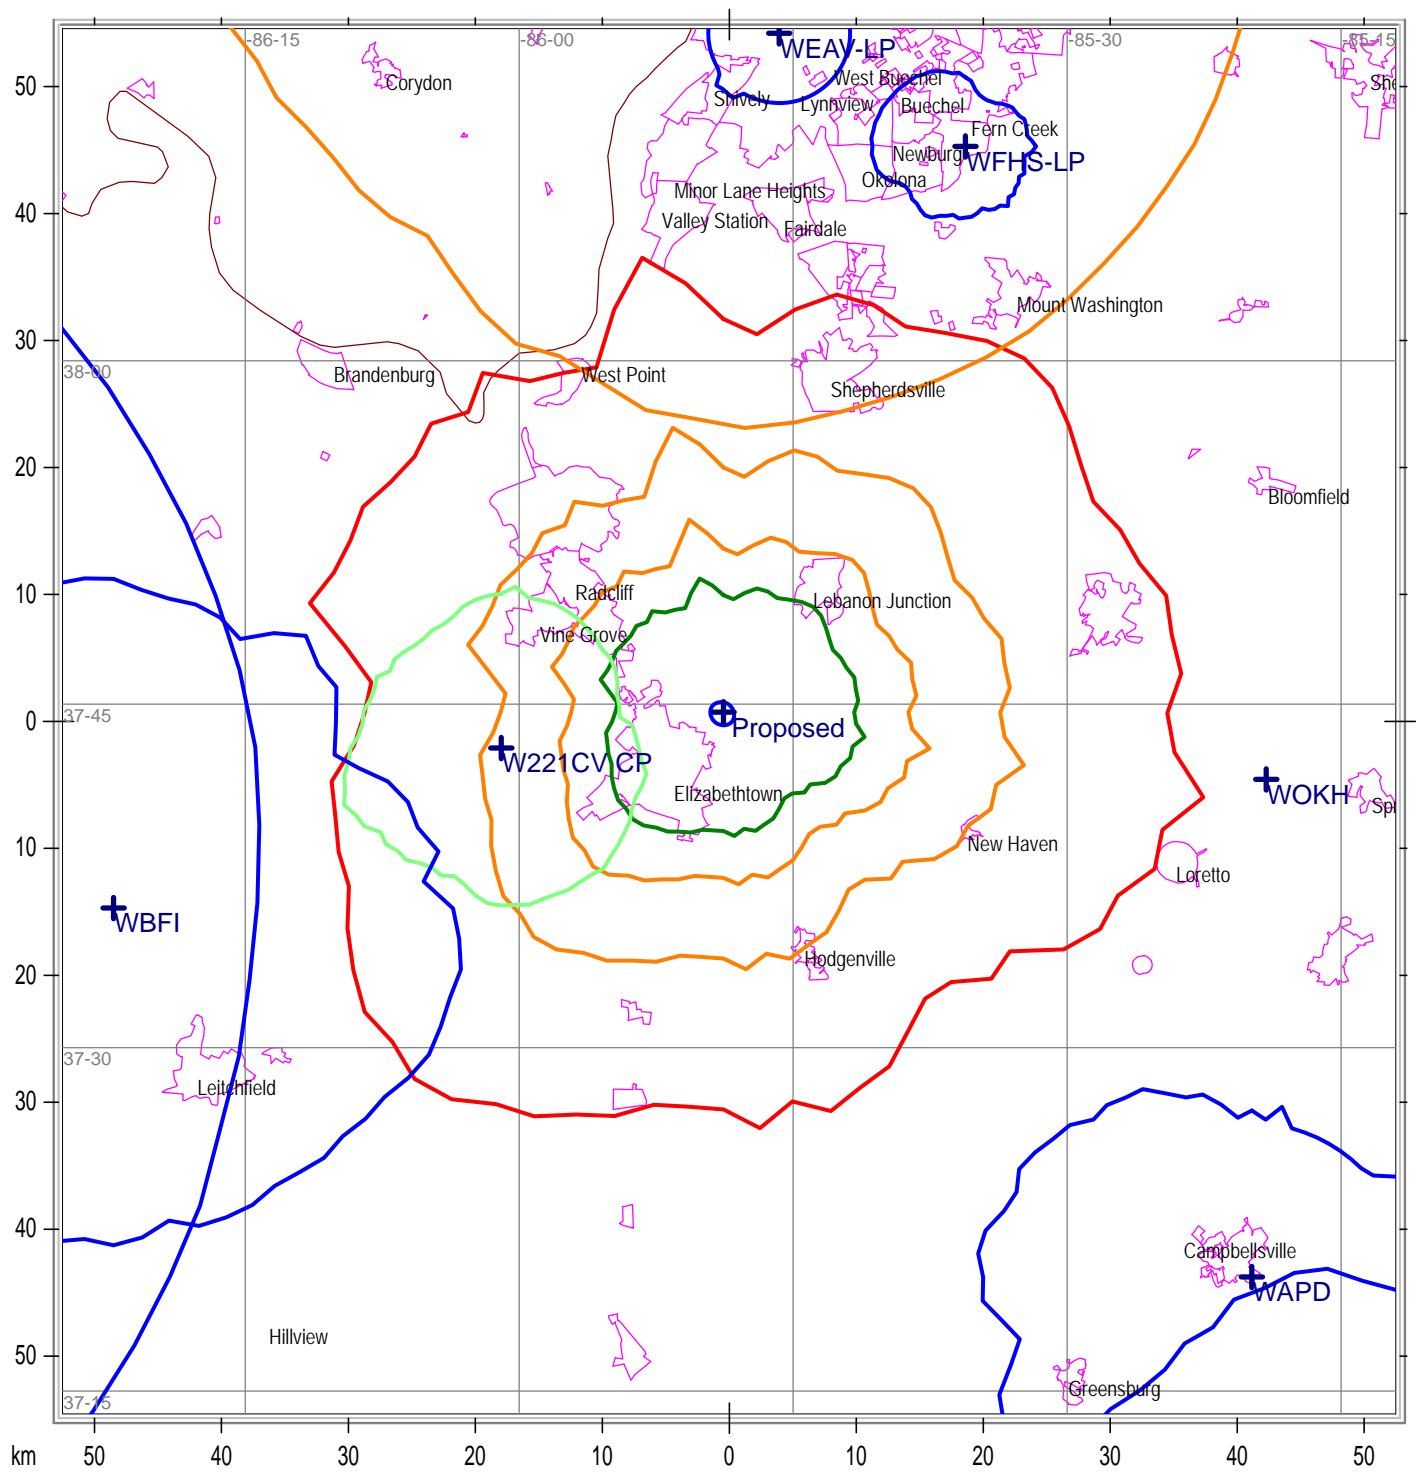 -86-15
-86-00
-85-30
-85-15
WEAV-LP
50
Corydon
West Buechel
She
Shively
Lynnview
Buechel
Fern Creek
Newburg
WFHS-LP
Okolona
Minor Lane Heights
40
Valley Station
Fairdale
Mount Washington
30
38-00
Brandenburg
West Point
Shepherdsville
20
Bloomfield
10
Radcliff
Lebanon Junction
Vine Grove
37-45
0
Proposed
W221CV CP
Elizabethtown
WOKH
Spr
10
New Haven
Loretto
WBFI
20
Hodgenville
37-30
Leitchfield
30
40
Campbellsville
WAPD
Hillview
50
Greensburg
37-15
km
50
40
30
20
10
0
10
20
30
40
50